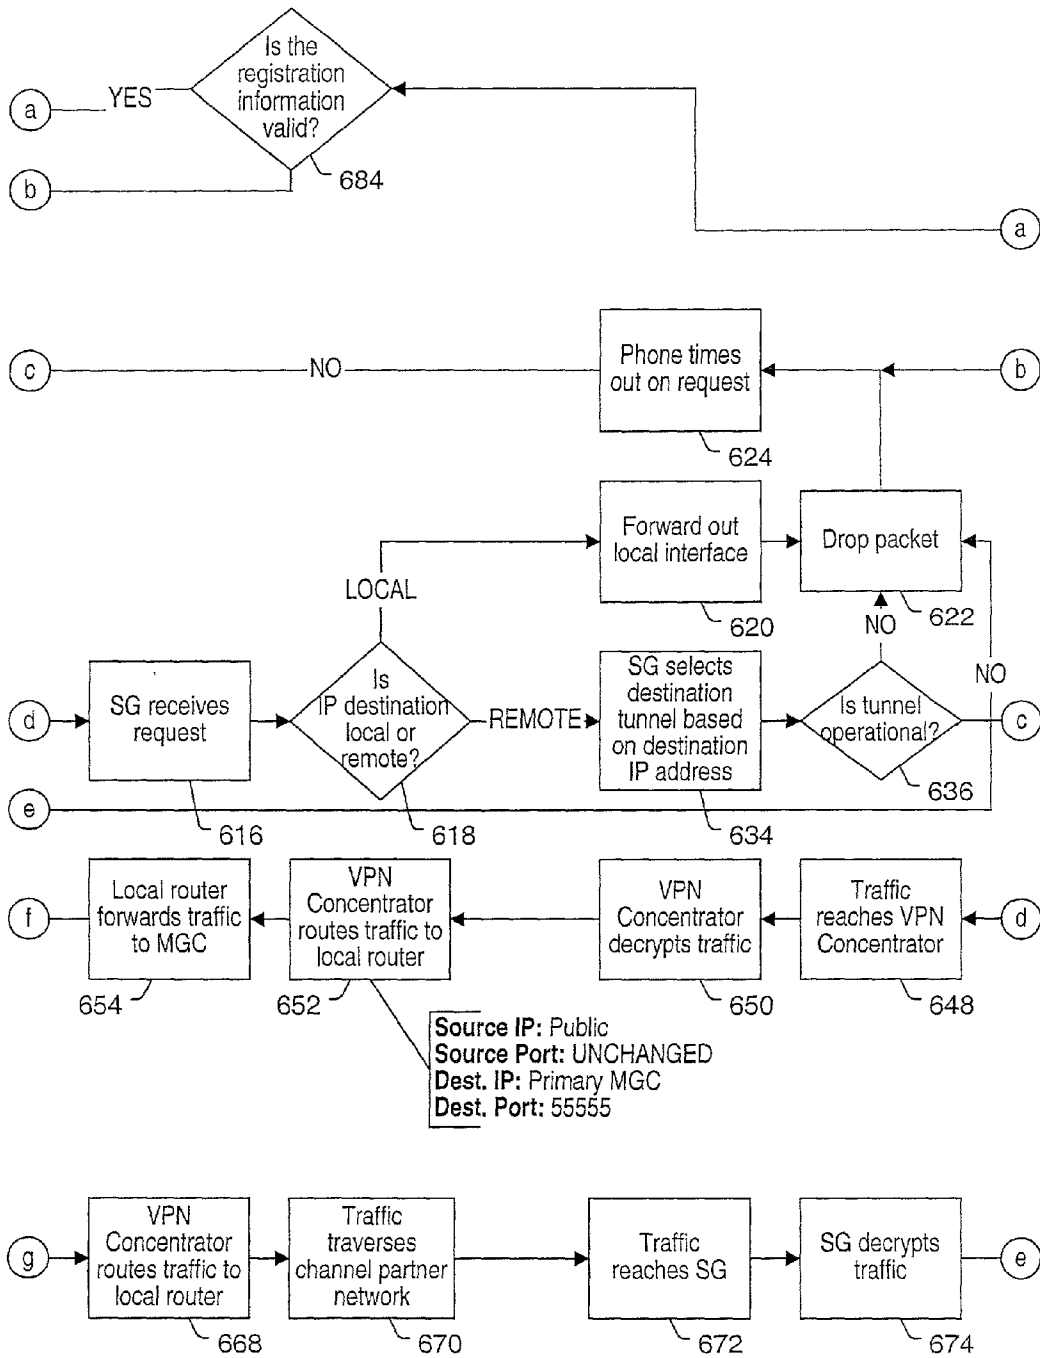 Is the
registration
information
valid?
YES
a
b
684
a
c
NO
Phone times
out on request
b
624
Forward out
local interface
Drop packet
LOCAL
620
622
NO
NO
d
SG receives
request
Is
IP destination
local or
remote?
REMOTE
SG selects
destination
tunnel based
on destination
IP address
Is tunnel
operational?
c
e
616
618
634
636
f
Local router
forwards traffic
to MGC
VPN
Concentrator
routes traffic to
local router
VPN
Concentrator
decrypts traffic
Traffic
reaches VPN
Concentrator
d
654
652
650
648
Source IP: Public
Source Port: UNCHANGED
Dest. IP: Primary MGC
Dest. Port: 55555
g
VPN
Concentrator
routes traffic to
local router
Traffic
traverses
channel partner
network
Traffic
reaches SG
SG decrypts
traffic
e
668
670
672
674